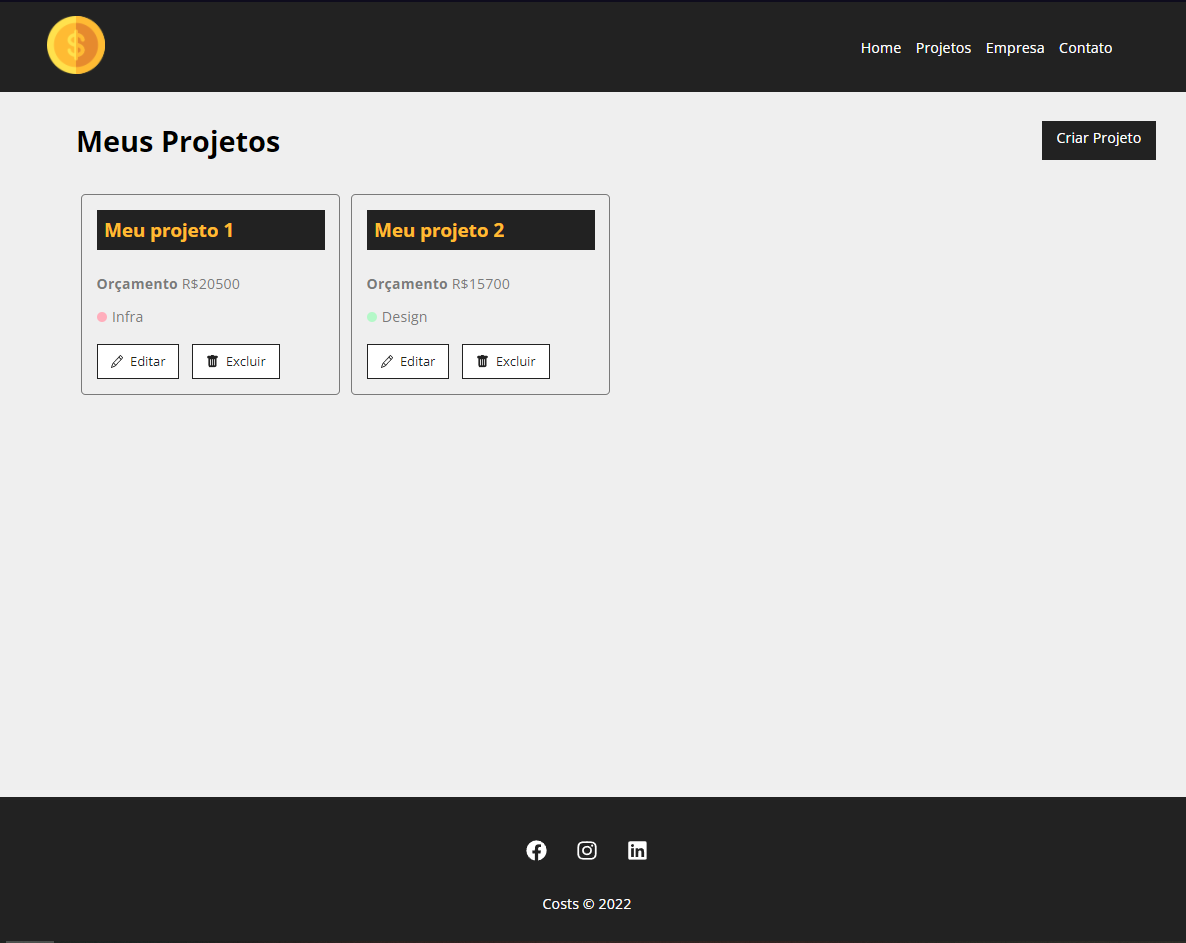 $
Home Projetos Empresa Contato
Meus Projetos
Criar Projeto
Meu projeto 1
Orçamento R$20500
Infra
Editar Excluir
Meu projeto 2
Orçamento R$15700
Design
Editar Excluir
Costs © 2022